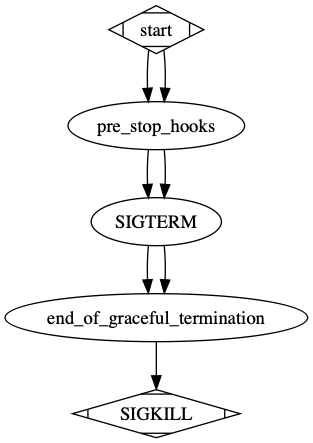 start
pre_stop_hooks
SIGTERM
end_of_graceful_termination
SIGKILL